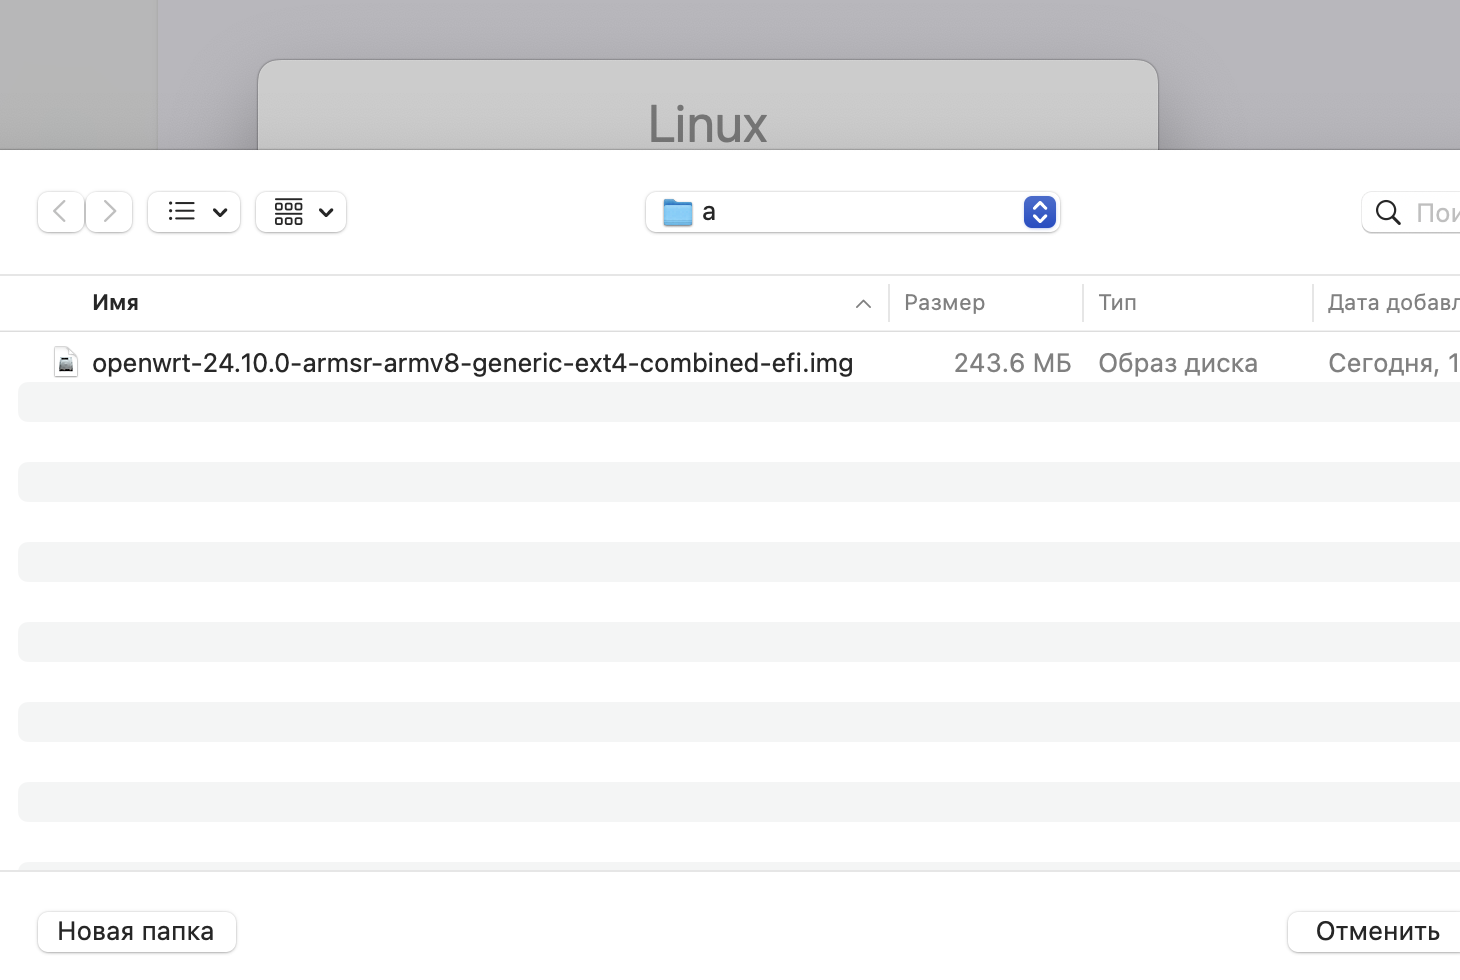 Linux
a
Пои
Имя
Размер
Тип
Дата добавл
openwrt-24.10.0-armsr-armv8-generic-ext4-combined-efi.img
243.6 МБ
Образ диска
Сегодня, 1
Новая папка
Отменить